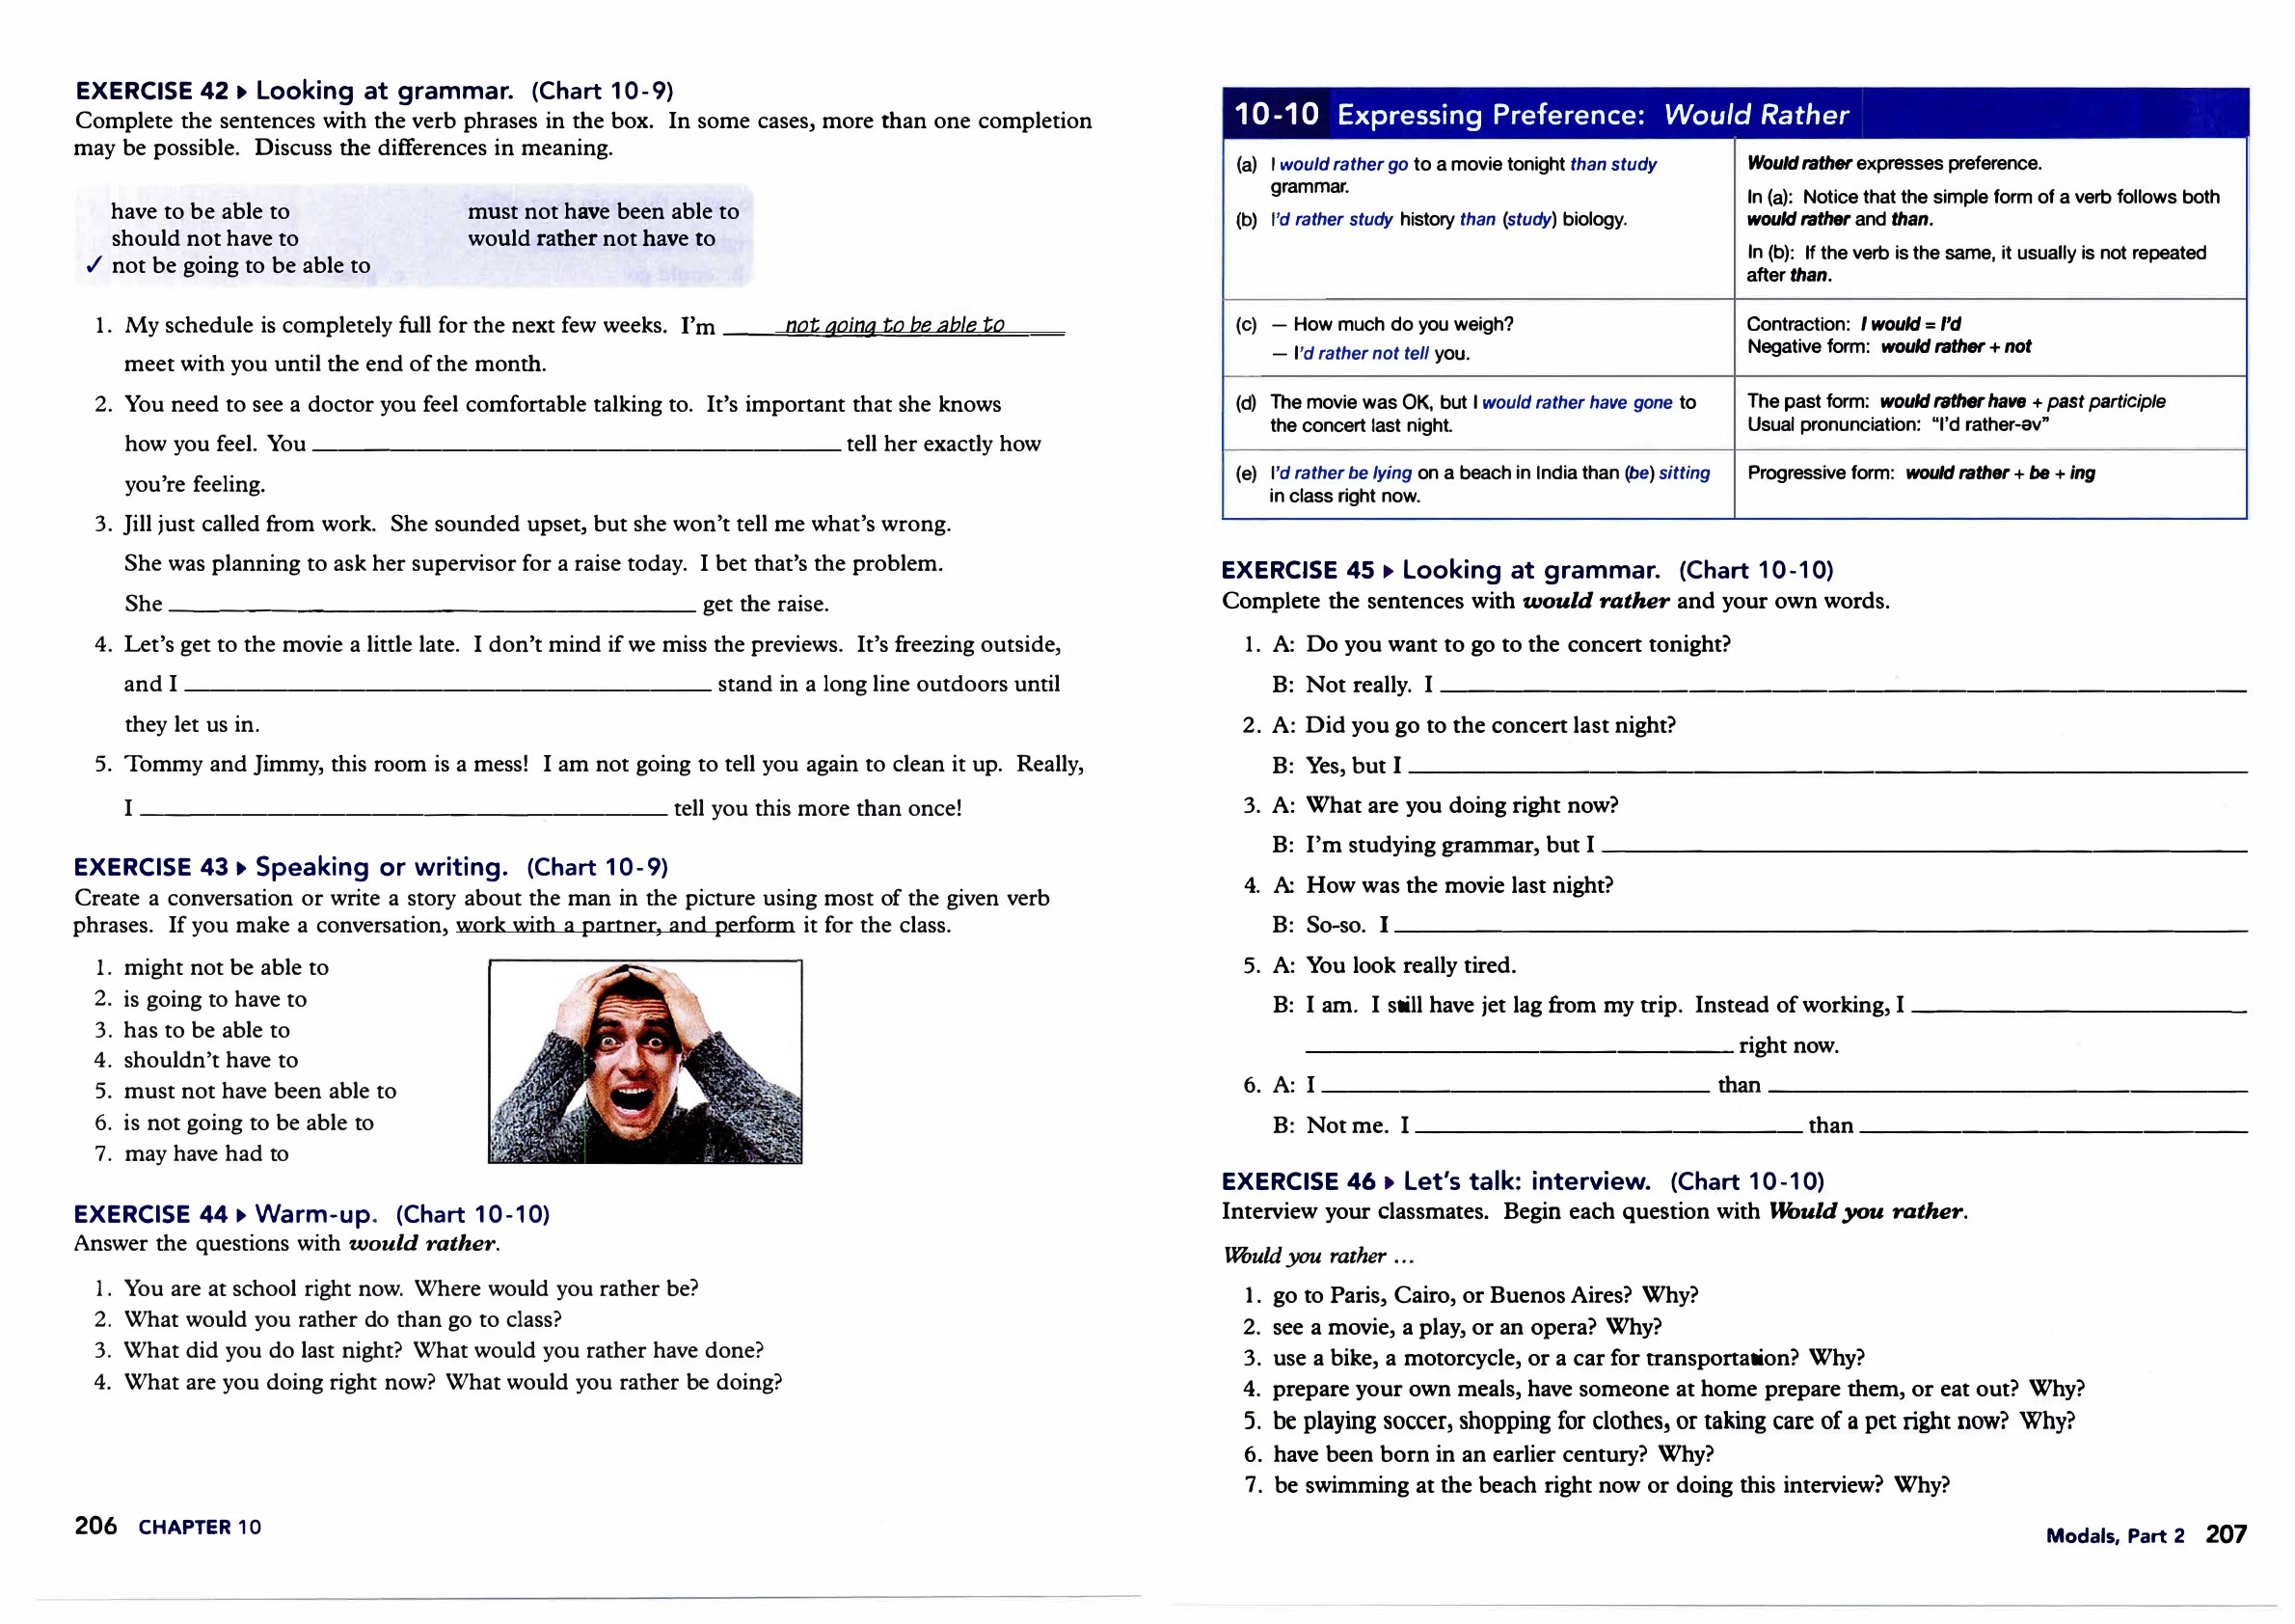 EXERCISE 42 ▸ Looking at grammar. (Chart 10-9)
Complete the sentences with the verb phrases in the box. In some cases, more than one completion
may be possible. Discuss the differences in meaning.
have to be able to
should not have to
✓ not be going to be able to
must not have been able to
would rather not have to
1. My schedule is completely full for the next few weeks. I'm not going to be able to
meet with you until the end of the month.
2. You need to see a doctor you feel comfortable talking to. It's important that she knows
how you feel. You ____ tell her exactly how
you're feeling.
3. Jill just called from work. She sounded upset, but she won't tell me what's wrong.
She was planning to ask her supervisor for a raise today. I bet that's the problem.
She ____ get the raise.
4. Let's get to the movie a little late. I don't mind if we miss the previews. It's freezing outside,
and I ____ stand in a long line outdoors until
they let us in.
5. Tommy and Jimmy, this room is a mess! I am not going to tell you again to clean it up. Really,
I ____ tell you this more than once!
EXERCISE 43 ▸ Speaking or writing. (Chart 10-9)
Create a conversation or write a story about the man in the picture using most of the given verb
phrases. If you make a conversation, work with a partner, and perform it for the class.
1. might not be able to
2. is going to have to
3. has to be able to
4. shouldn't have to
5. must not have been able to
6. is not going to be able to
7. may have had to
EXERCISE 44 ▸ Warm-up. (Chart 10-10)
Answer the questions with would rather.
1. You are at school right now. Where would you rather be?
2. What would you rather do than go to class?
3. What did you do last night? What would you rather have done?
4. What are you doing right now? What would you rather be doing?
206 CHAPTER 10
10-10 Expressing Preference: Would Rather
(a) I would rather go to a movie tonight than study
grammar.
(b) I'd rather study history than (study) biology.
Would rather expresses preference.
In (a): Notice that the simple form of a verb follows both
would rather and than.
In (b): If the verb is the same, it usually is not repeated
after than.
(c) — How much do you weigh?
— I'd rather not tell you.
Contraction: I would = I'd
Negative form: would rather + not
(d) The movie was OK, but I would rather have gone to
the concert last night.
The past form: would rather have + past participle
Usual pronunciation: "I'd rather-əv"
(e) I'd rather be lying on a beach in India than (be) sitting
in class right now.
Progressive form: would rather + be + ing
EXERCISE 45 ▸ Looking at grammar. (Chart 10-10)
Complete the sentences with would rather and your own words.
1. A: Do you want to go to the concert tonight?
B: Not really. I ____
2. A: Did you go to the concert last night?
B: Yes, but I ____
3. A: What are you doing right now?
B: I'm studying grammar, but I ____
4. A: How was the movie last night?
B: So-so. I ____
5. A: You look really tired.
B: I am. I still have jet lag from my trip. Instead of working, I ____
____ right now.
6. A: I ____ than ____
B: Not me. I ____ than ____
EXERCISE 46 ▸ Let's talk: interview. (Chart 10-10)
Interview your classmates. Begin each question with Would you rather.
Would you rather ...
1. go to Paris, Cairo, or Buenos Aires? Why?
2. see a movie, a play, or an opera? Why?
3. use a bike, a motorcycle, or a car for transportation? Why?
4. prepare your own meals, have someone at home prepare them, or eat out? Why?
5. be playing soccer, shopping for clothes, or taking care of a pet right now? Why?
6. have been born in an earlier century? Why?
7. be swimming at the beach right now or doing this interview? Why?
Modals, Part 2 207